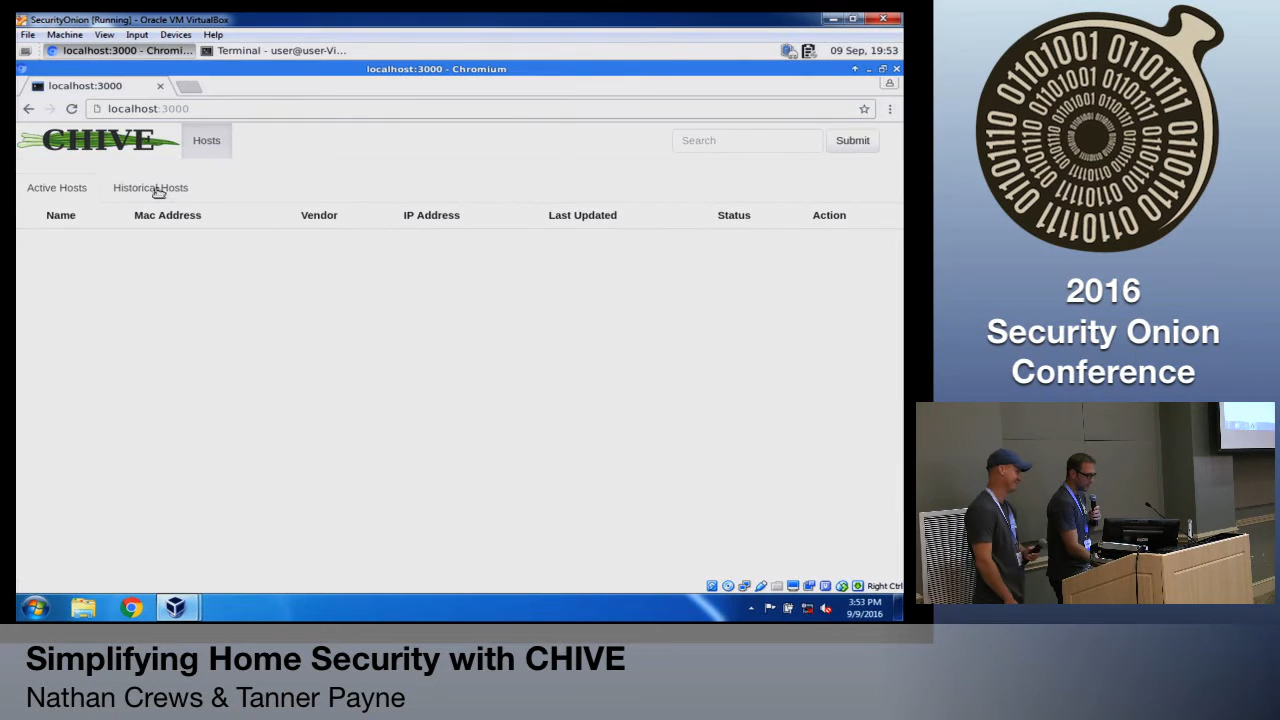 SecurityOnion [Running] - Oracle VM VirtualBox
File Machine View Input Devices Help
localhost:3000 - Chromi... Terminal - user@user-Vi... 09 Sep, 19:53
localhost:3000 - Chromium
localhost:3000
localhost:3000
CHIVE Hosts Search Submit
Active Hosts Historical Hosts
Name Mac Address Vendor IP Address Last Updated Status Action
Right Ctrl
3:53 PM
9/9/2016
2016
Security Onion
Conference
Simplifying Home Security with CHIVE
Nathan Crews & Tanner Payne